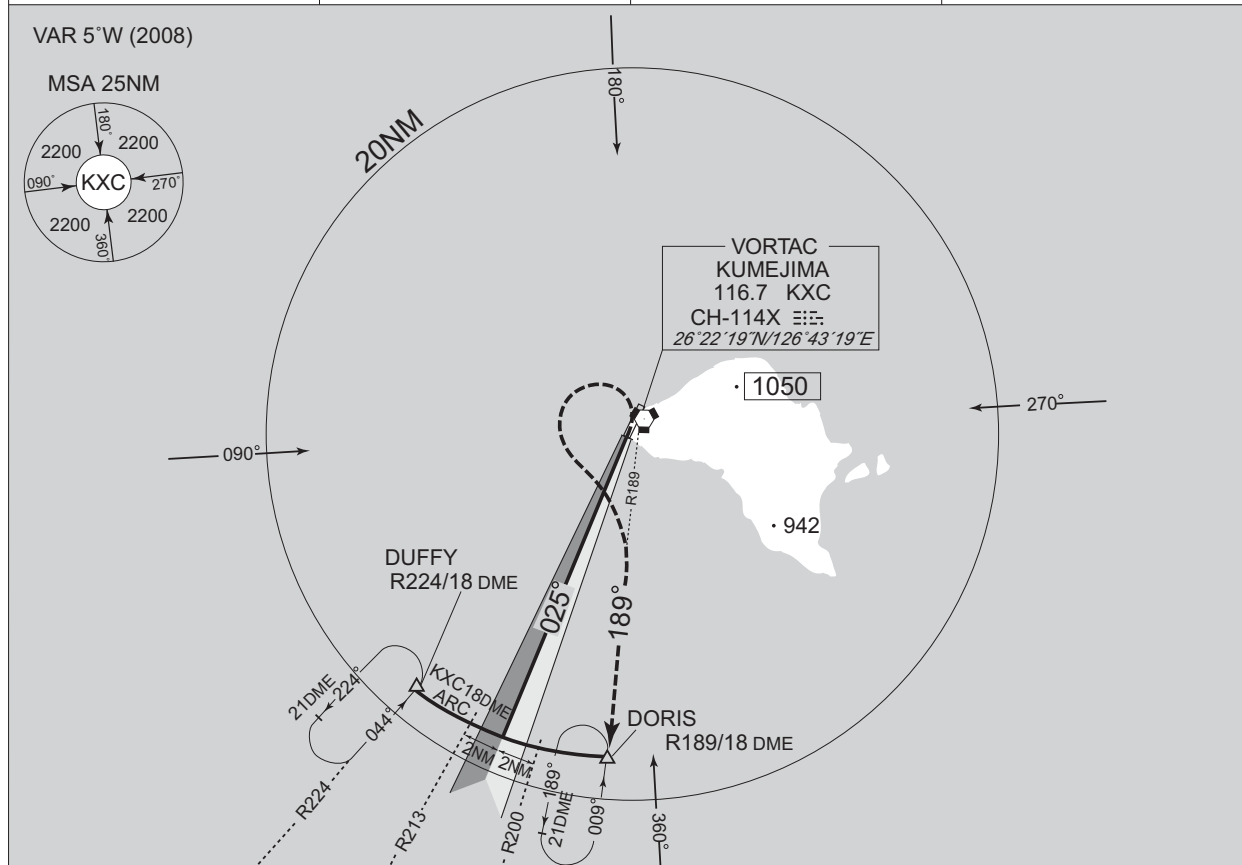 VAR 5°W (2008)
MSA 25NM
180°
2200
2200
090°
KXC
270°
2200
2200
360°
20NM
180°
VORTAC
KUMEJIMA
116.7 KXC
CH-114X
26°22´19˝N/126°43´19˝E
1050
270°
090°
R189
942
DUFFY
R224/18 DME
025°
189°
KXC18DME
ARC
21DME
224°
044°
DORIS
R189/18 DME
2NM
2NM
189°
21DME
009°
360°
R224
R213
R200